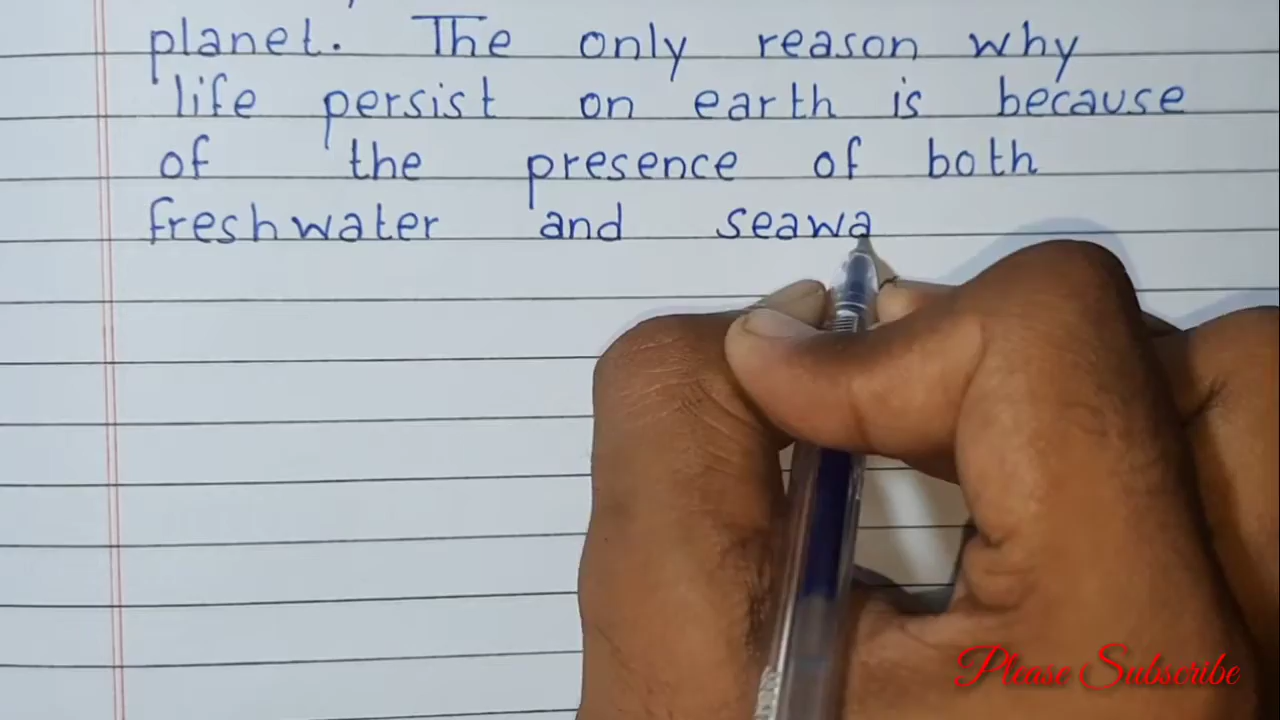 planet. The only reason why
life persist on earth is because
of the presence of both
freshwater and seawa
Please Subscribe